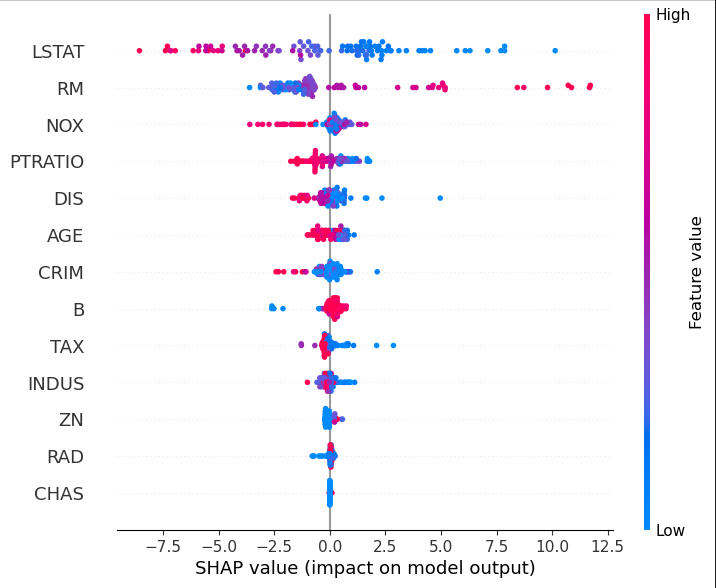 High
LSTAT
RM
NOX
PTRATIO
DIS
AGE
CRIM
B
TAX
INDUS
ZN
RAD
CHAS
Feature value
Low
−7.5 −5.0 −2.5 0.0 2.5 5.0 7.5 10.0 12.5
SHAP value (impact on model output)